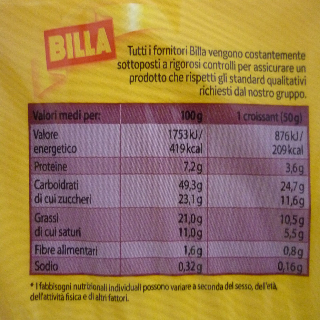 BILLA
Tutti i fornitori Billa vengono costantemente
sottoposti a rigorosi controlli per assicurare un
prodotto che rispetti gli standard qualitativi
richiesti dal nostro gruppo.
Valori medi per: 100g 1 croissant (50g)
Valore 1753 kJ/ 876 kJ/
energetico 419 kcal 209 kcal
Proteine 7,2g 3,6g
Carboidrati 49,3g 24,7g
di cui zuccheri 23,1g 11,6g
Grassi 21,0g 10,5g
di cui saturi 11,0g 5,5g
Fibre alimentari 1,6g 0,8g
Sodio 0,32g 0,16g
* I fabbisogni nutrizionali individuali possono variare a seconda del sesso, dell'età,
dell'attività fisica e di altri fattori.